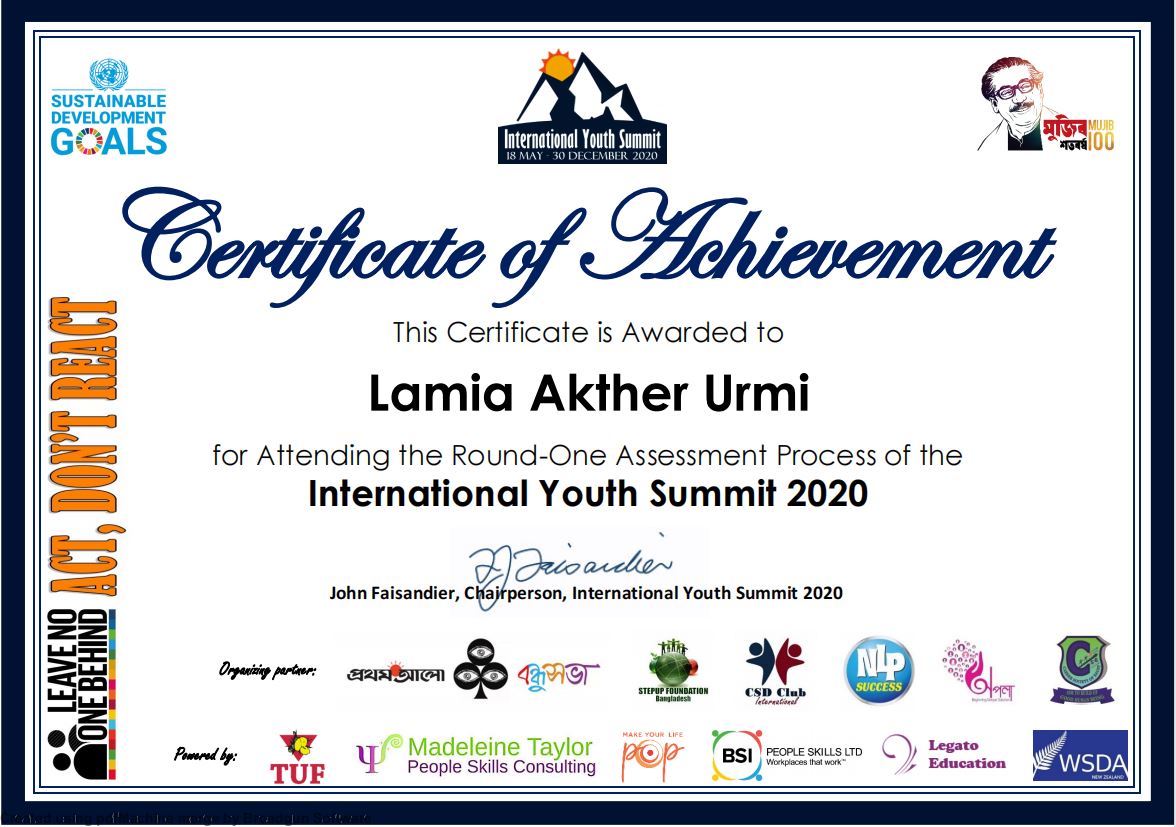 SUSTAINABLE
DEVELOPMENT
GOALS
International Youth Summit
18 MAY - 30 DECEMBER 2020
মুজিব MUJIB
শতবর্ষ 100
Certificate of Achievement
This Certificate is Awarded to
Lamia Akther Urmi
for Attending the Round-One Assessment Process of the
International Youth Summit 2020
John Faisandier, Chairperson, International Youth Summit 2020
ACT, DON'T REACT
LEAVE NO
ONE BEHIND
Organizing partner:
প্রথম আলো
বন্ধুসভা
STEPUP FOUNDATION
Bangladesh
CSD Club
International
NLP
SUCCESS
অপলা
Powered by:
TUF
Madeleine Taylor
People Skills Consulting
MAKE YOUR LIFE
POP
BSI
PEOPLE SKILLS LTD
Workplaces that work™
Legato
Education
WSDA
NEW ZEALAND